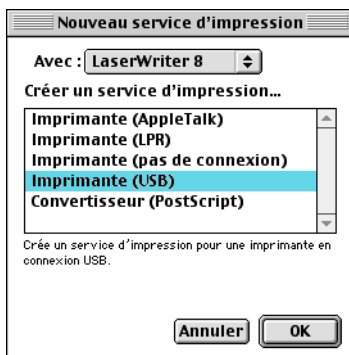 Nouveau service d'impression
Avec : LaserWriter 8
Créer un service d'impression...
Imprimante (AppleTalk)
Imprimante (LPR)
Imprimante (pas de connexion)
Imprimante (USB)
Convertisseur (PostScript)
Crée un service d'impression pour une imprimante en
connexion USB.
Annuler OK